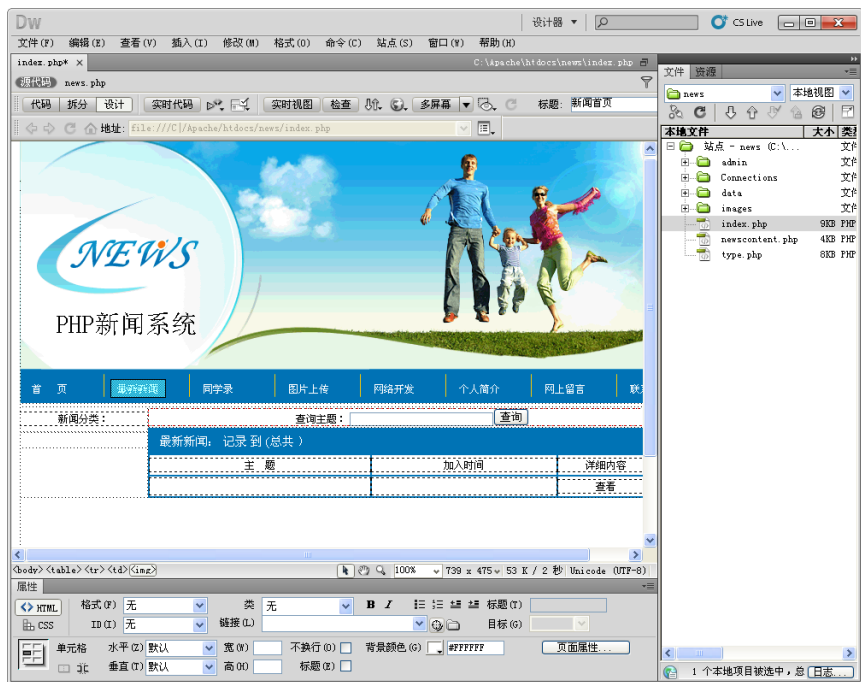 Dw 设计器 CS Live
文件(F) 编辑(E) 查看(V) 插入(I) 修改(M) 格式(O) 命令(C) 站点(S) 窗口(W) 帮助(H)
index.php* C:\Apache\htdocs\news\index.php
源代码 news.php
代码 拆分 设计 实时代码 实时视图 检查 多屏幕 标题: 新闻首页
地址: file:///C|/Apache/htdocs/news/index.php
NEWS
PHP新闻系统
首 页 最新新闻 同学录 图片上传 网络开发 个人简介 网上留言 联
新闻分类: 查询主题: 查询
最新新闻: 记录 到 (总共 )
主 题 加入时间 详细内容
查看
<body> <table> <tr> <td> <img> 100% 739 x 475 53 K / 2 秒 Unicode (UTF-8)
属性
<> HTML 格式(F) 无 类 无 B I 标题(T)
CSS ID(I) 无 链接(L) 目标(G)
单元格 水平(Z) 默认 宽(W) 不换行(O) 背景颜色(G) #FFFFFF 页面属性...
垂直(T) 默认 高(H) 标题(E)
文件 资源
news 本地视图
本地文件 大小 类型
站点 - news (C:\... 文件
admin 文件
Connections 文件
data 文件
images 文件
index.php 9KB PHP
newscontent.php 4KB PHP
type.php 8KB PHP
1 个本地项目被选中，总 日志...